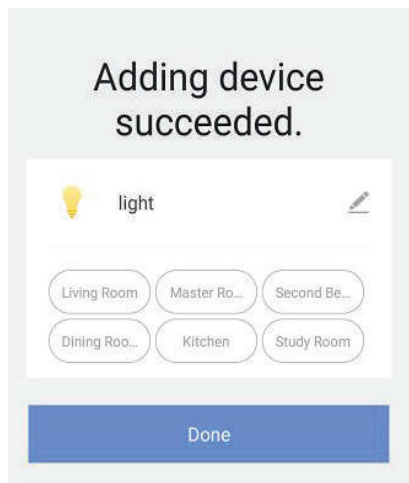 Adding device
succeeded.
light
Living Room Master Ro... Second Be...
Dining Roo... Kitchen Study Room
Done